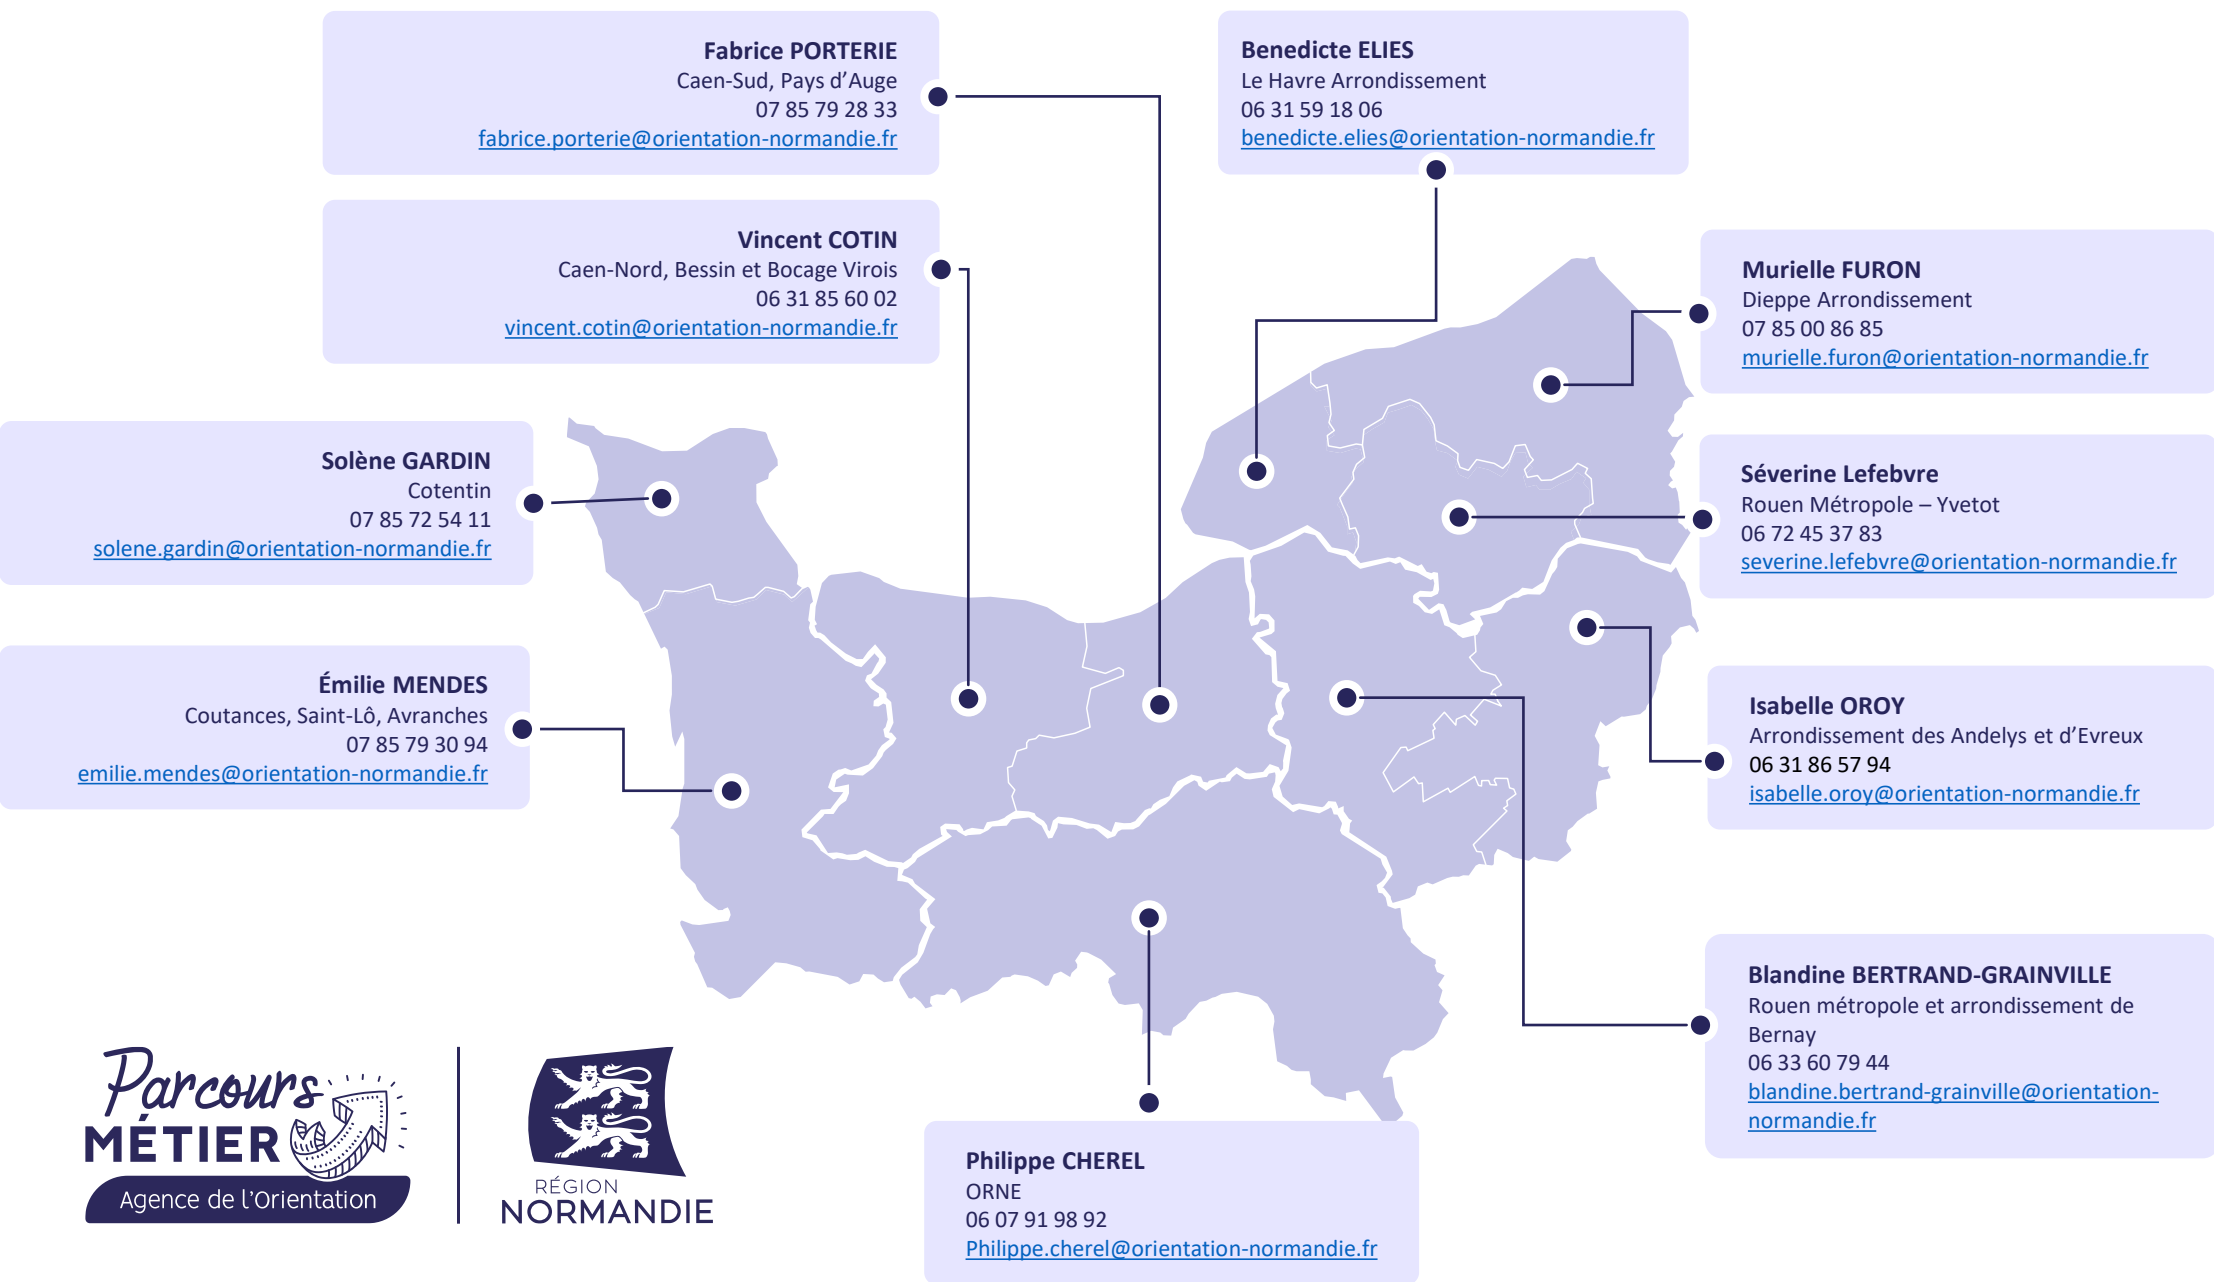 Fabrice PORTERIE
Caen-Sud, Pays d’Auge
07 85 79 28 33
fabrice.porterie@orientation-normandie.fr
Benedicte ELIES
Le Havre Arrondissement
06 31 59 18 06
benedicte.elies@orientation-normandie.fr
Vincent COTIN
Caen-Nord, Bessin et Bocage Virois
06 31 85 60 02
vincent.cotin@orientation-normandie.fr
Murielle FURON
Dieppe Arrondissement
07 85 00 86 85
murielle.furon@orientation-normandie.fr
Solène GARDIN
Cotentin
07 85 72 54 11
solene.gardin@orientation-normandie.fr
Séverine Lefebvre
Rouen Métropole – Yvetot
06 72 45 37 83
severine.lefebvre@orientation-normandie.fr
Émilie MENDES
Coutances, Saint-Lô, Avranches
07 85 79 30 94
emilie.mendes@orientation-normandie.fr
Isabelle OROY
Arrondissement des Andelys et d’Evreux
06 31 86 57 94
isabelle.oroy@orientation-normandie.fr
Blandine BERTRAND-GRAINVILLE
Rouen métropole et arrondissement de
Bernay
06 33 60 79 44
blandine.bertrand-grainville@orientation-
normandie.fr
Philippe CHEREL
ORNE
06 07 91 98 92
Philippe.cherel@orientation-normandie.fr
Parcours
MÉTIER
Agence de l’Orientation
RÉGION
NORMANDIE